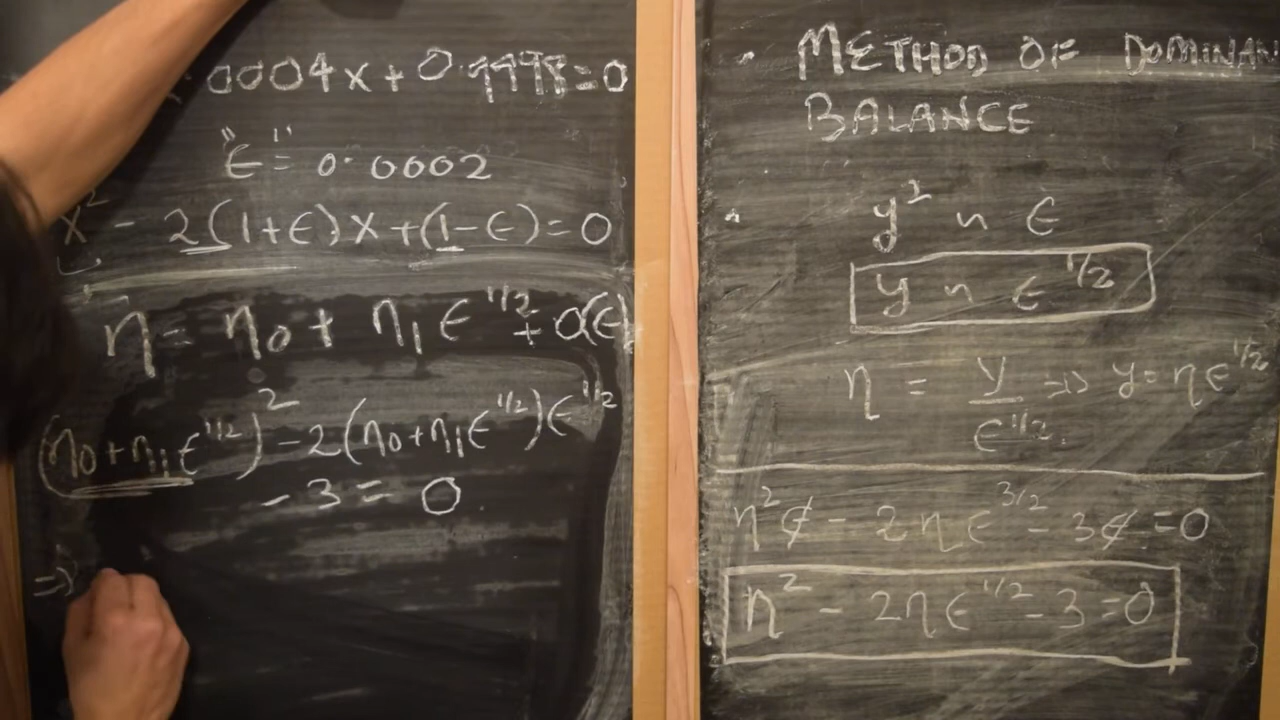 0004x + 0.9998 = 0
"ε" = 0.0002
x² - 2(1+ε)x + (1-ε) = 0
η = η₀ + η₁ε^1/2 + O(ε)
(η₀+η₁ε^1/2)² - 2(η₀+η₁ε^1/2)ε^1/2
- 3 = 0
=>
METHOD OF DOMINAN
BALANCE
y² ~ ε
y ~ ε^1/2
η = y/ε^1/2 => y = ηε^1/2
η²ε - 2ηε^3/2 - 3ε = 0
η² - 2ηε^1/2 - 3 = 0